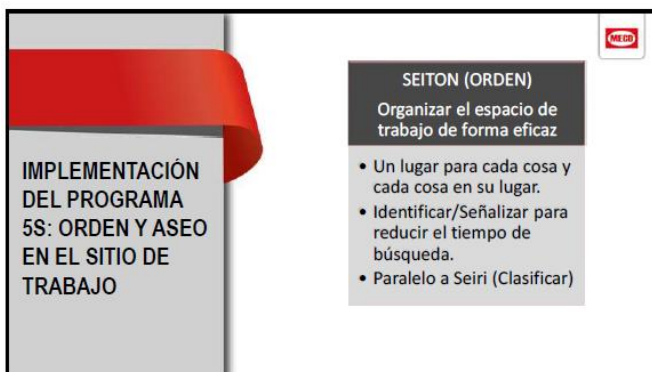 MECO
IMPLEMENTACIÓN
DEL PROGRAMA
5S: ORDEN Y ASEO
EN EL SITIO DE
TRABAJO
SEITON (ORDEN)
Organizar el espacio de
trabajo de forma eficaz
• Un lugar para cada cosa y
cada cosa en su lugar.
• Identificar/Señalizar para
reducir el tiempo de
búsqueda.
• Paralelo a Seiri (Clasificar)